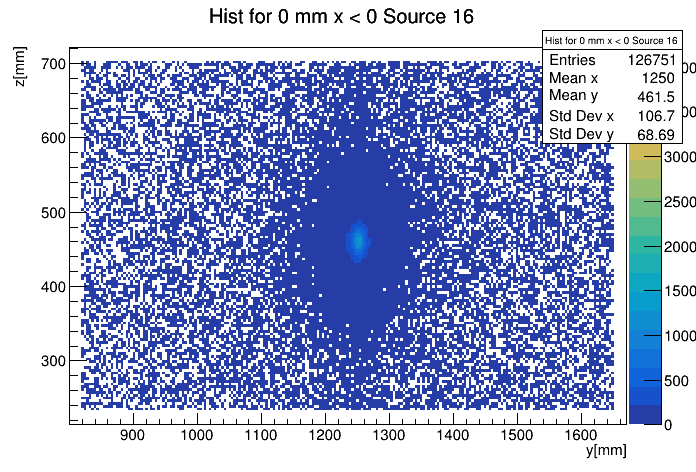 Hist for 0 mm x < 0 Source 16
Hist for 0 mm x < 0 Source 16
Entries 126751
Mean x 1250
Mean y 461.5
Std Dev x 106.7
Std Dev y 68.69
z[mm]
700
600
500
400
300
900 1000 1100 1200 1300 1400 1500 1600
y[mm]
3000
2500
2000
1500
1000
500
0